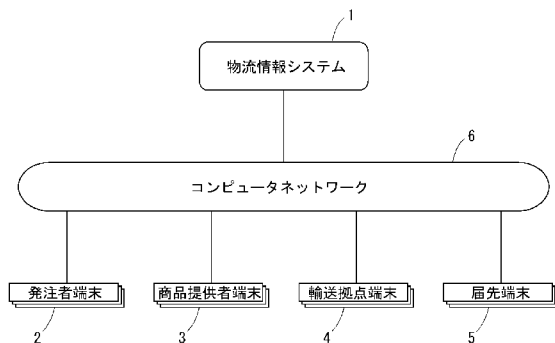 1
物流情報システム
6
コンピュータネットワーク
発注者端末 商品提供者端末 輸送拠点端末 届先端末
2 3 4 5